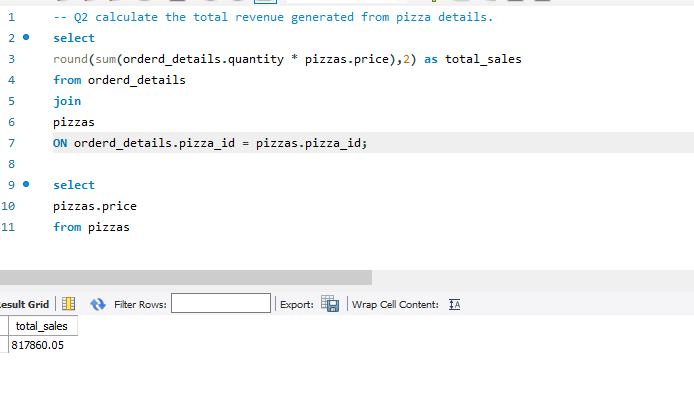 1 -- Q2 calculate the total revenue generated from pizza details.
2 select
3 round(sum(orderd_details.quantity * pizzas.price),2) as total_sales
4 from orderd_details
5 join
6 pizzas
7 ON orderd_details.pizza_id = pizzas.pizza_id;
8
9 select
10 pizzas.price
11 from pizzas
esult Grid Filter Rows: Export: Wrap Cell Content: IA
total_sales
817860.05